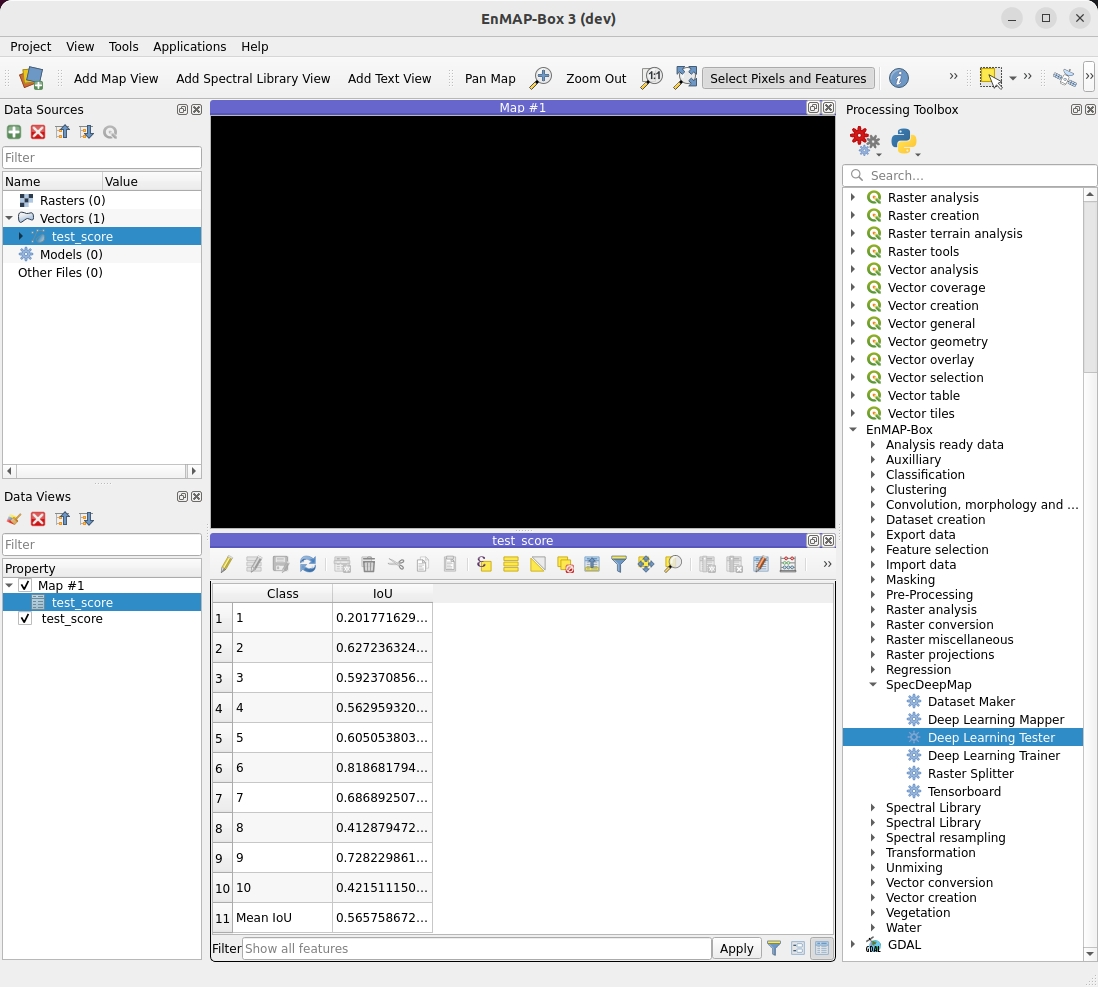 EnMAP-Box 3 (dev)
Project View Tools Applications Help
Add Map View Add Spectral Library View Add Text View Pan Map 1:1 Zoom Out Select Pixels and Features
Data Sources
Filter
Name Value
Rasters (0)
Vectors (1)
test_score
Models (0)
Other Files (0)
Data Views
Filter
Property
Map #1
test_score
test_score
Map #1
test_score
Class IoU
1 1 0.201771629...
2 2 0.627236324...
3 3 0.592370856...
4 4 0.562959320...
5 5 0.605053803...
6 6 0.818681794...
7 7 0.686892507...
8 8 0.412879472...
9 9 0.728229861...
10 10 0.421511150...
11 Mean IoU 0.565758672...
Filter Show all features Apply
Processing Toolbox
Search...
Raster analysis
Raster creation
Raster terrain analysis
Raster tools
Vector analysis
Vector coverage
Vector creation
Vector general
Vector geometry
Vector overlay
Vector selection
Vector table
Vector tiles
EnMAP-Box
Analysis ready data
Auxilliary
Classification
Clustering
Convolution, morphology and ...
Dataset creation
Export data
Feature selection
Import data
Masking
Pre-Processing
Raster analysis
Raster conversion
Raster miscellaneous
Raster projections
Regression
SpecDeepMap
Dataset Maker
Deep Learning Mapper
Deep Learning Tester
Deep Learning Trainer
Raster Splitter
Tensorboard
Spectral Library
Spectral Library
Spectral resampling
Transformation
Unmixing
Vector conversion
Vector creation
Vegetation
Water
GDAL GDAL